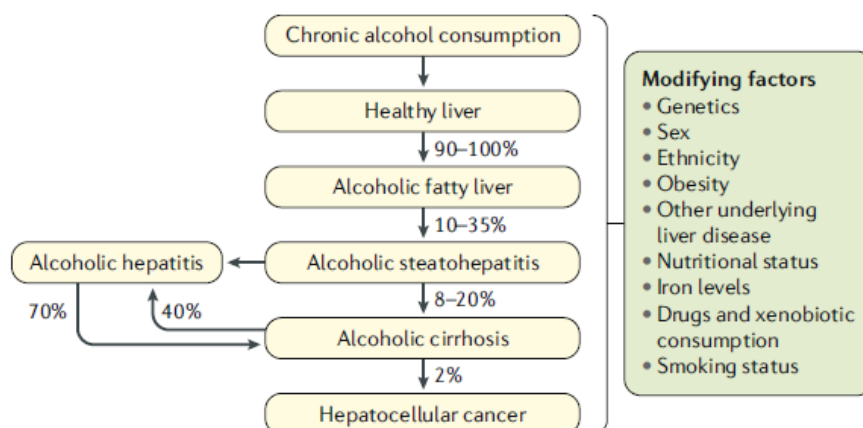 Chronic alcohol consumption
Healthy liver
90–100%
Alcoholic fatty liver
10–35%
Alcoholic hepatitis
Alcoholic steatohepatitis
70%
40%
8–20%
Alcoholic cirrhosis
2%
Hepatocellular cancer
Modifying factors
• Genetics
• Sex
• Ethnicity
• Obesity
• Other underlying
liver disease
• Nutritional status
• Iron levels
• Drugs and xenobiotic
consumption
• Smoking status